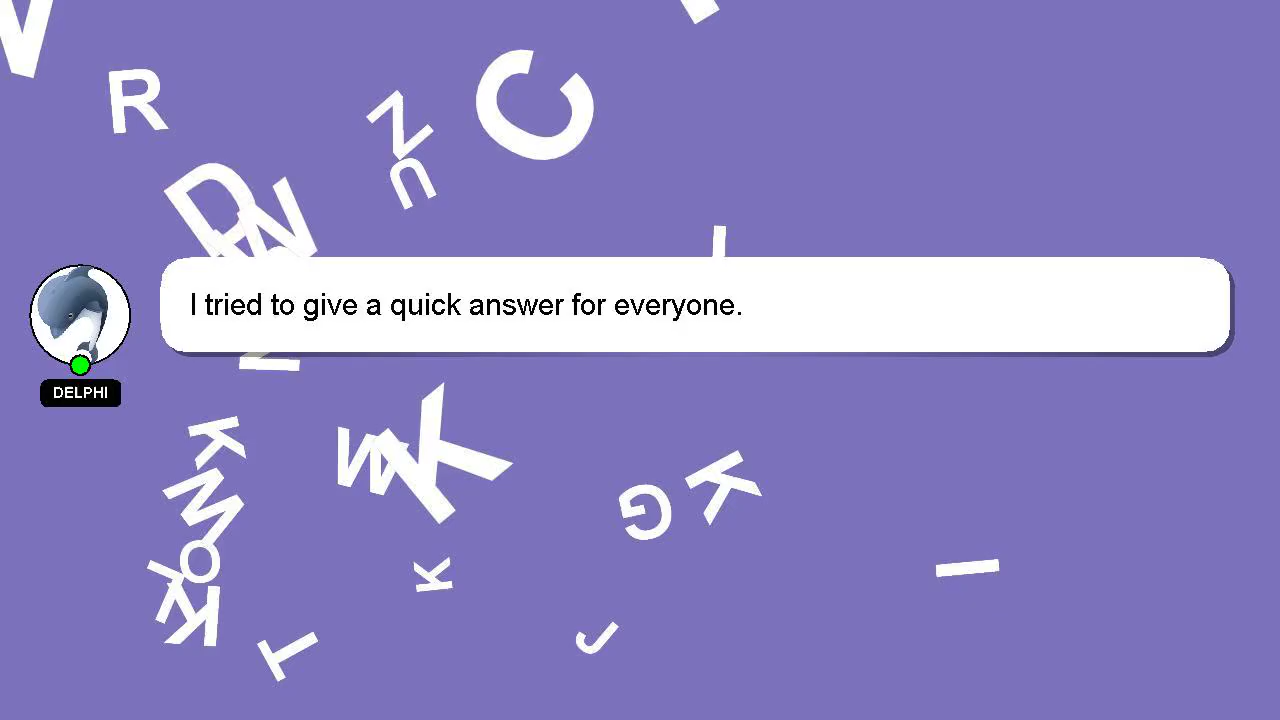 V
R
C
Z
U
D
N
I tried to give a quick answer for everyone.
DELPHI
K
M
K
W
G
K
O
K
K
K
I
T
J